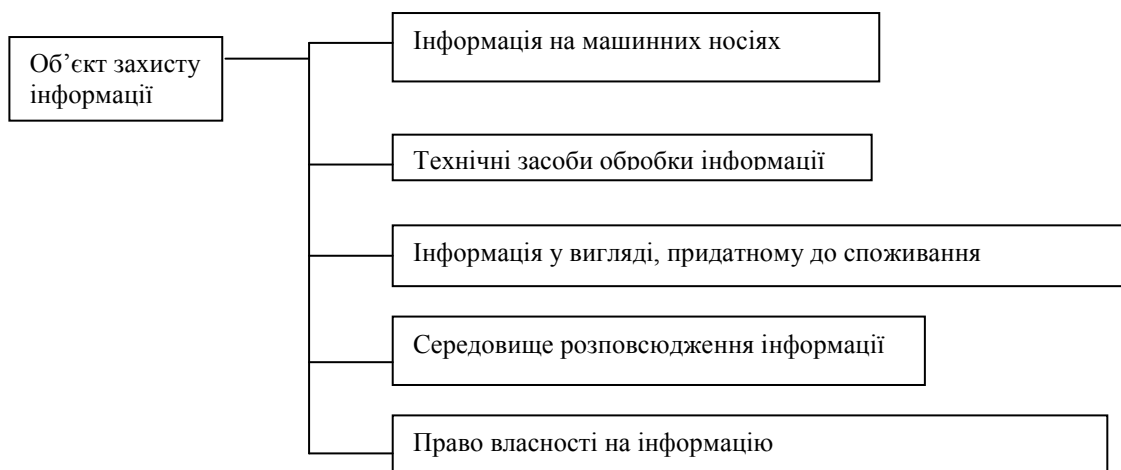 Об’єкт захисту
інформації
Інформація на машинних носіях
Технічні засоби обробки інформації
Інформація у вигляді, придатному до споживання
Середовище розповсюдження інформації
Право власності на інформацію